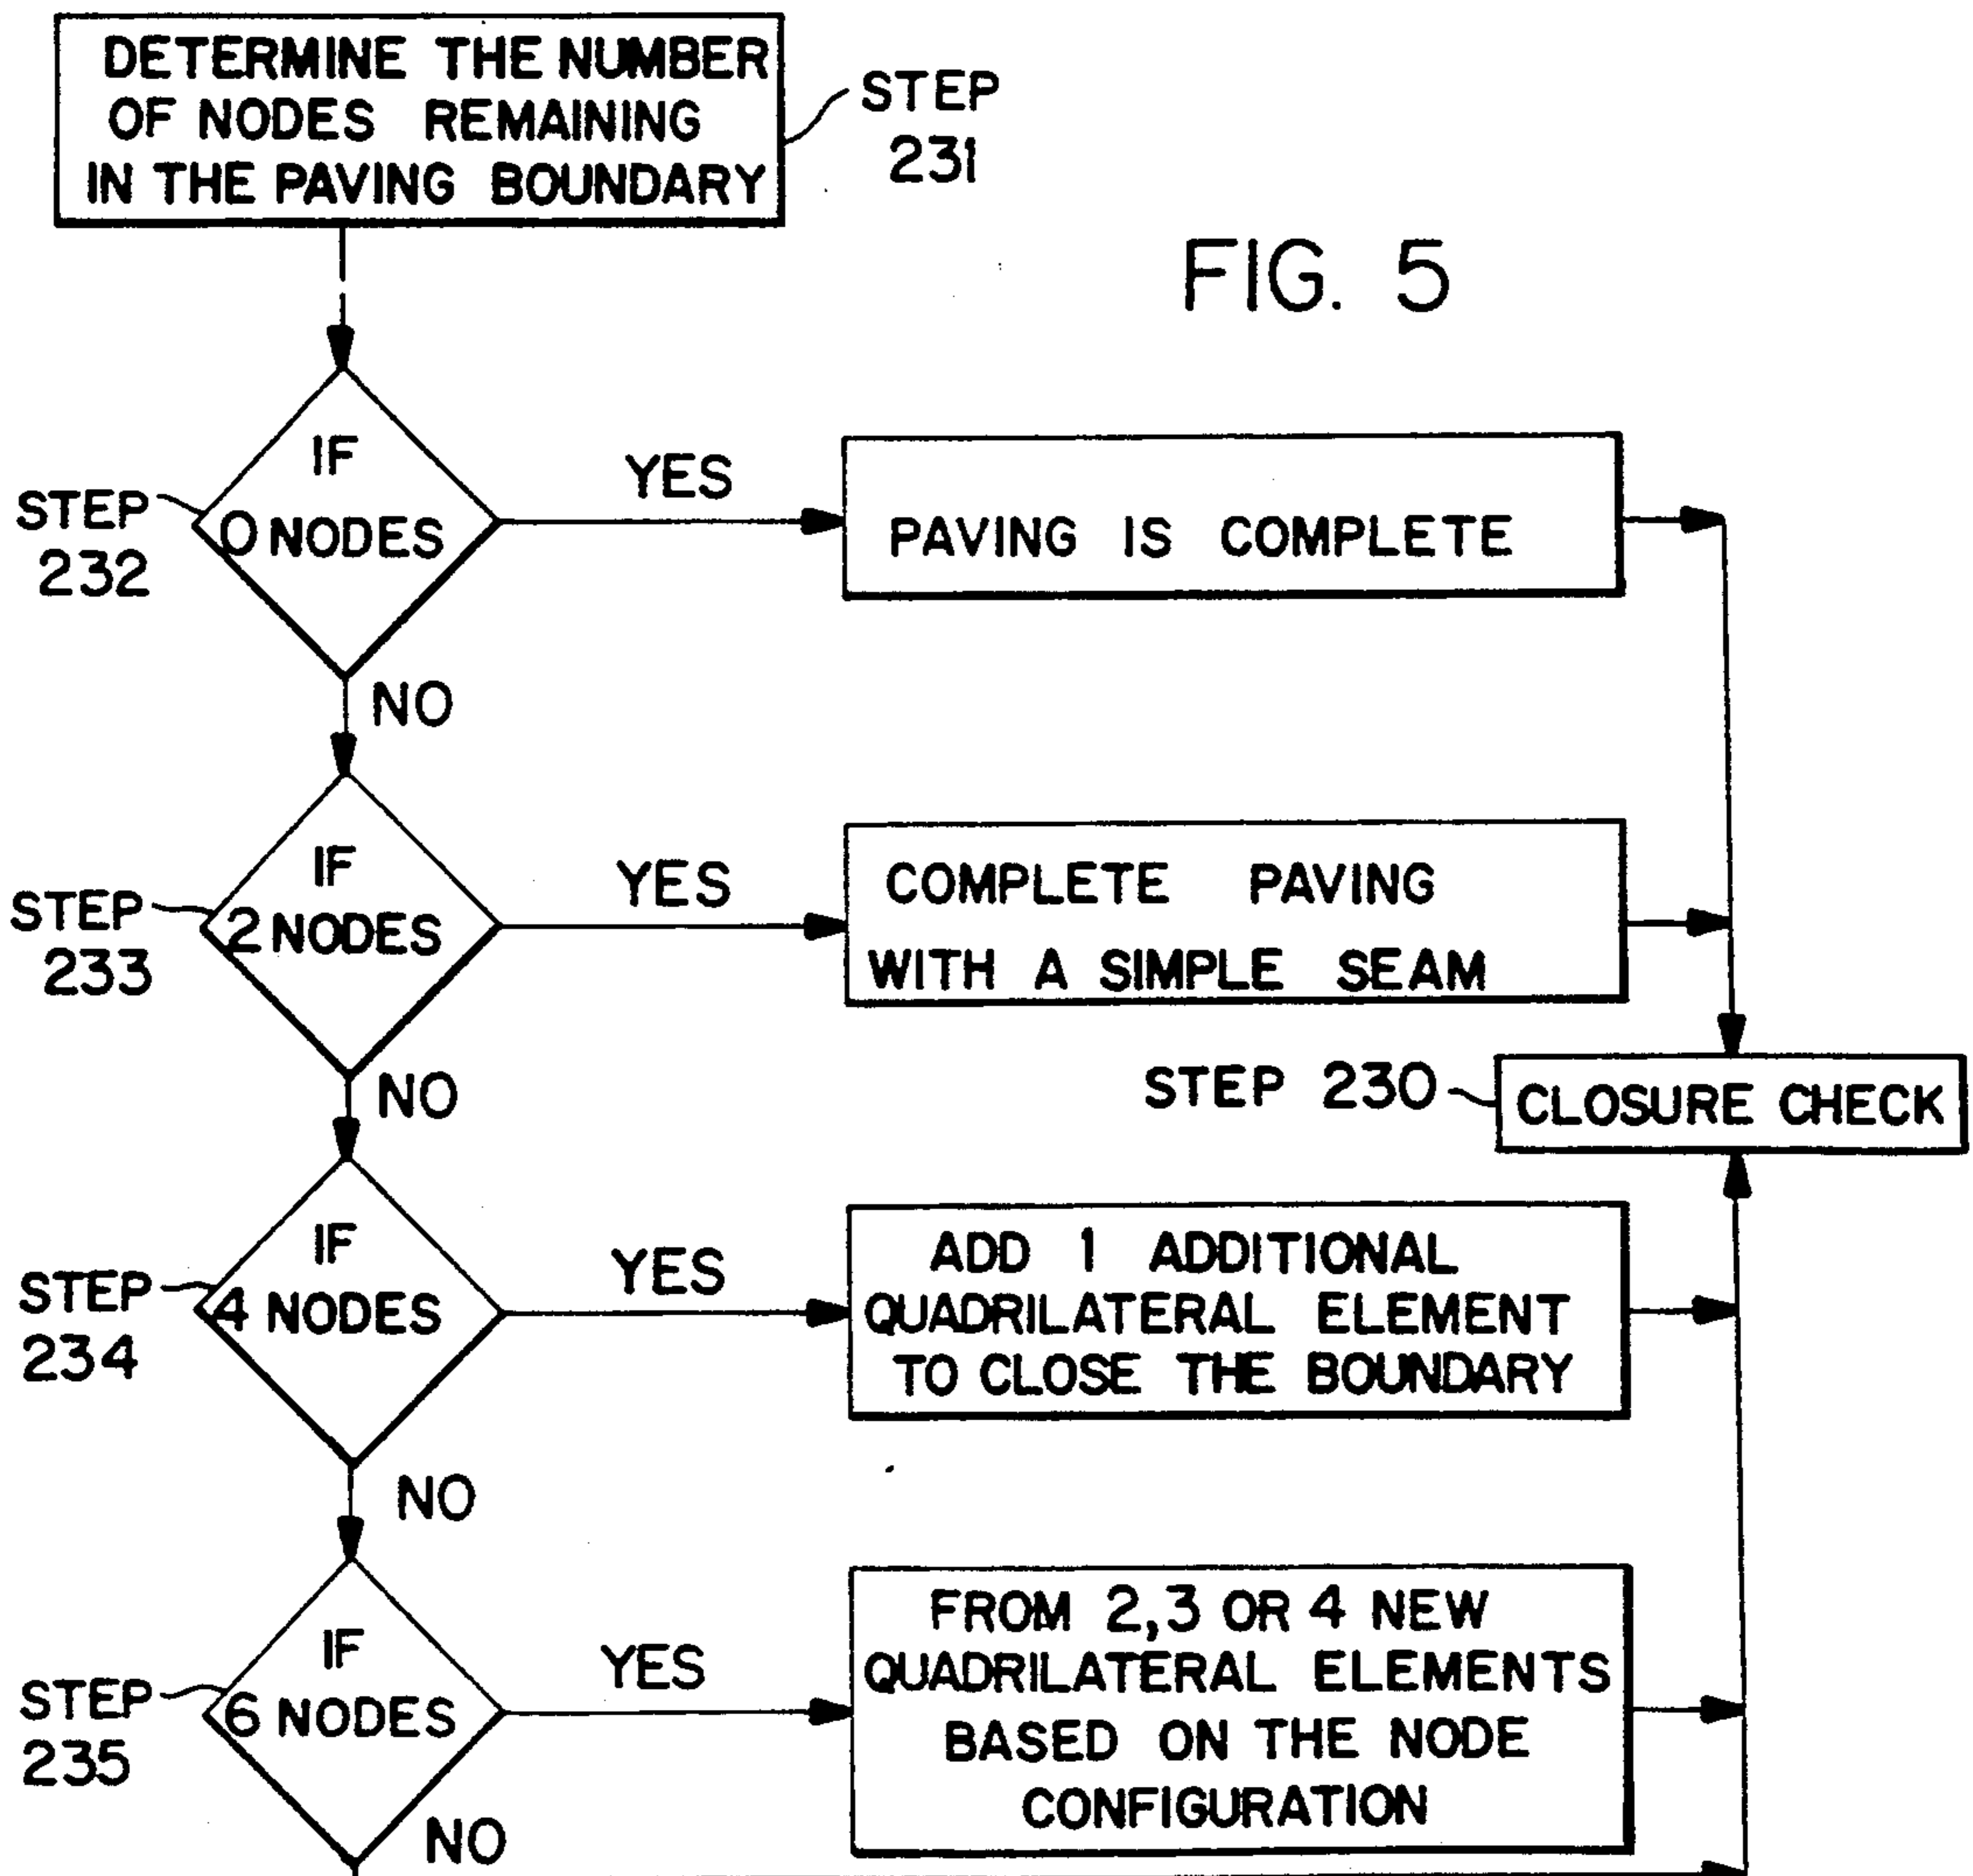 DETERMINE THE NUMBER
OF NODES REMAINING
IN THE PAVING BOUNDARY
STEP
231
FIG. 5
IF
0 NODES
STEP
232
YES
PAVING IS COMPLETE
NO
IF
2 NODES
STEP
233
YES
COMPLETE PAVING
WITH A SIMPLE SEAM
NO
STEP 230
CLOSURE CHECK
IF
4 NODES
STEP
234
YES
ADD 1 ADDITIONAL
QUADRILATERAL ELEMENT
TO CLOSE THE BOUNDARY
NO
IF
6 NODES
STEP
235
YES
FROM 2,3 OR 4 NEW
QUADRILATERAL ELEMENTS
BASED ON THE NODE
CONFIGURATION
NO